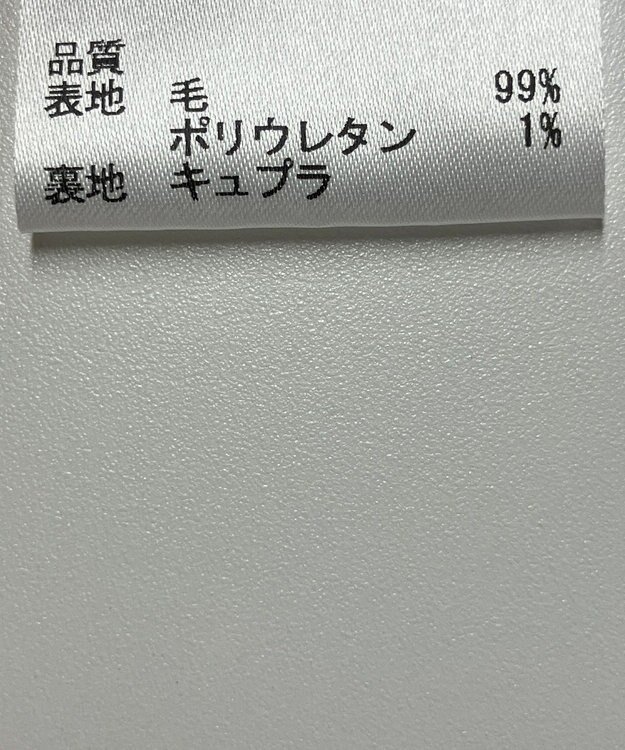 品質
表地 毛 99%
ポリウレタン 1%
裏地 キュプラ